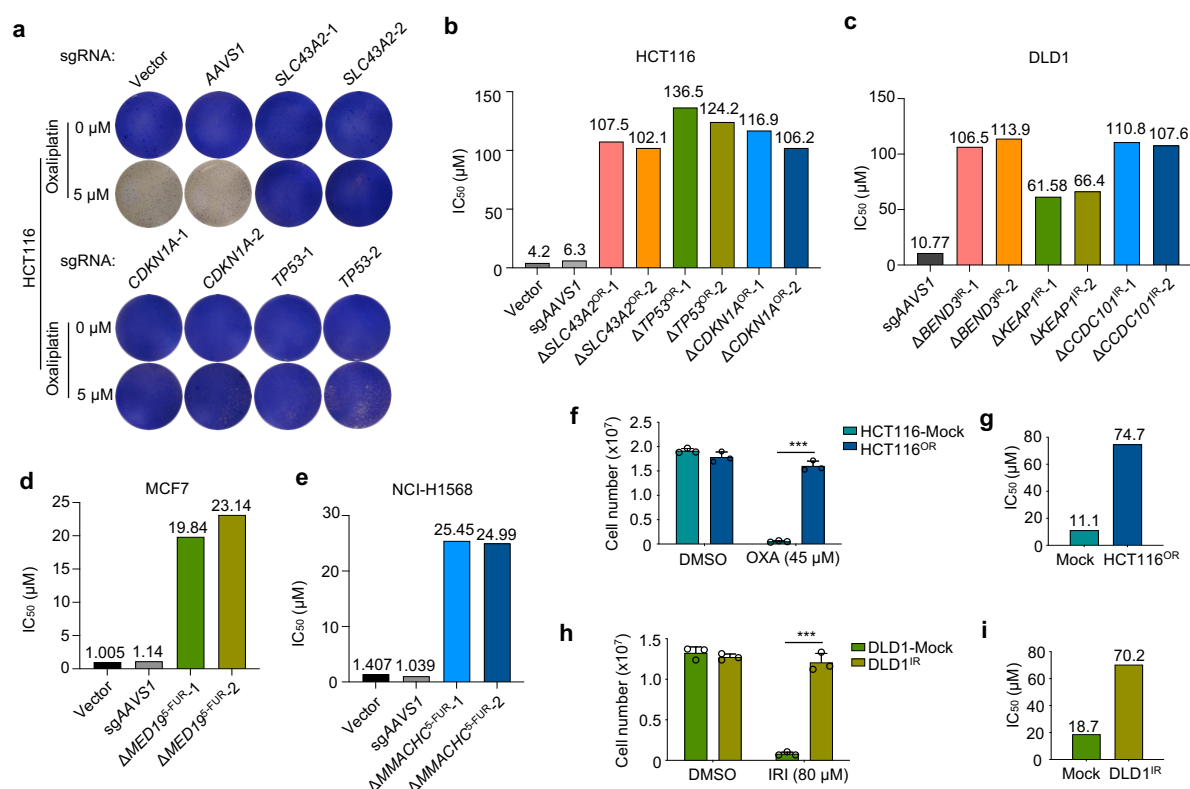 a
sgRNA:
Vector
AAVS1
SLC43A2-1
SLC43A2-2
HCT116
Oxaliplatin
0 µM
5 µM
sgRNA:
CDKN1A-1
CDKN1A-2
TP53-1
TP53-2
Oxaliplatin
0 µM
5 µM
b
HCT116
IC50 (µM)
150
100
50
0
4.2
6.3
107.5
102.1
136.5
124.2
116.9
106.2
Vector
sgAAVS1
ΔSLC43A2OR-1
ΔSLC43A2OR-2
ΔTP53OR-1
ΔTP53OR-2
ΔCDKN1AOR-1
ΔCDKN1AOR-2
c
DLD1
IC50 (µM)
150
100
50
0
10.77
106.5
113.9
61.58
66.4
110.8
107.6
sgAAVS1
ΔBEND3IR-1
ΔBEND3IR-2
ΔKEAP1IR-1
ΔKEAP1IR-2
ΔCCDC101IR-1
ΔCCDC101IR-2
d
MCF7
IC50 (µM)
25
20
15
10
5
0
1.005
1.14
19.84
23.14
Vector
sgAAVS1
ΔMED195-FUR-1
ΔMED195-FUR-2
e
NCI-H1568
IC50 (µM)
30
20
10
0
1.407
1.039
25.45
24.99
Vector
sgAAVS1
ΔMMACHC5-FUR-1
ΔMMACHC5-FUR-2
f
Cell number (x10⁷)
2.0
1.5
1.0
0.5
0
***
HCT116-Mock
HCT116OR
DMSO
OXA (45 µM)
g
IC50 (µM)
80
60
40
20
0
11.1
74.7
Mock
HCT116OR
h
Cell number (x10⁷)
1.5
1.0
0.5
0
***
DLD1-Mock
DLD1IR
DMSO
IRI (80 µM)
i
IC50 (µM)
80
60
40
20
0
18.7
70.2
Mock
DLD1IR